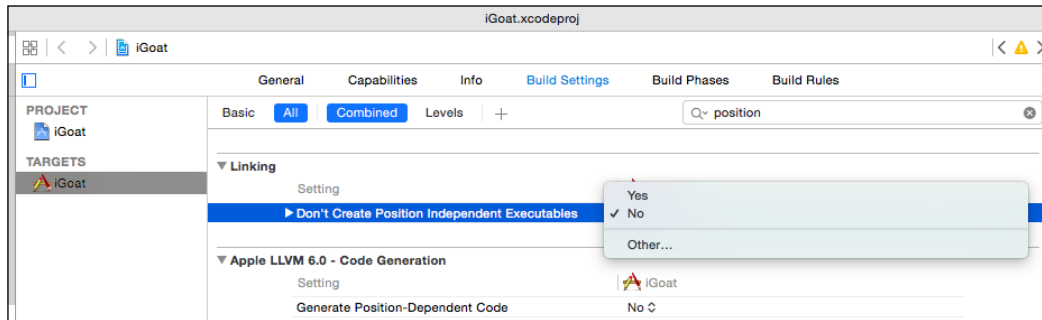 iGoat.xcodeproj
iGoat
General Capabilities Info Build Settings Build Phases Build Rules
PROJECT
iGoat
TARGETS
iGoat
Basic All Combined Levels + position
Linking
Setting
Don't Create Position Independent Executables
Yes
✓ No
Other...
Apple LLVM 6.0 - Code Generation
Setting iGoat
Generate Position-Dependent Code No